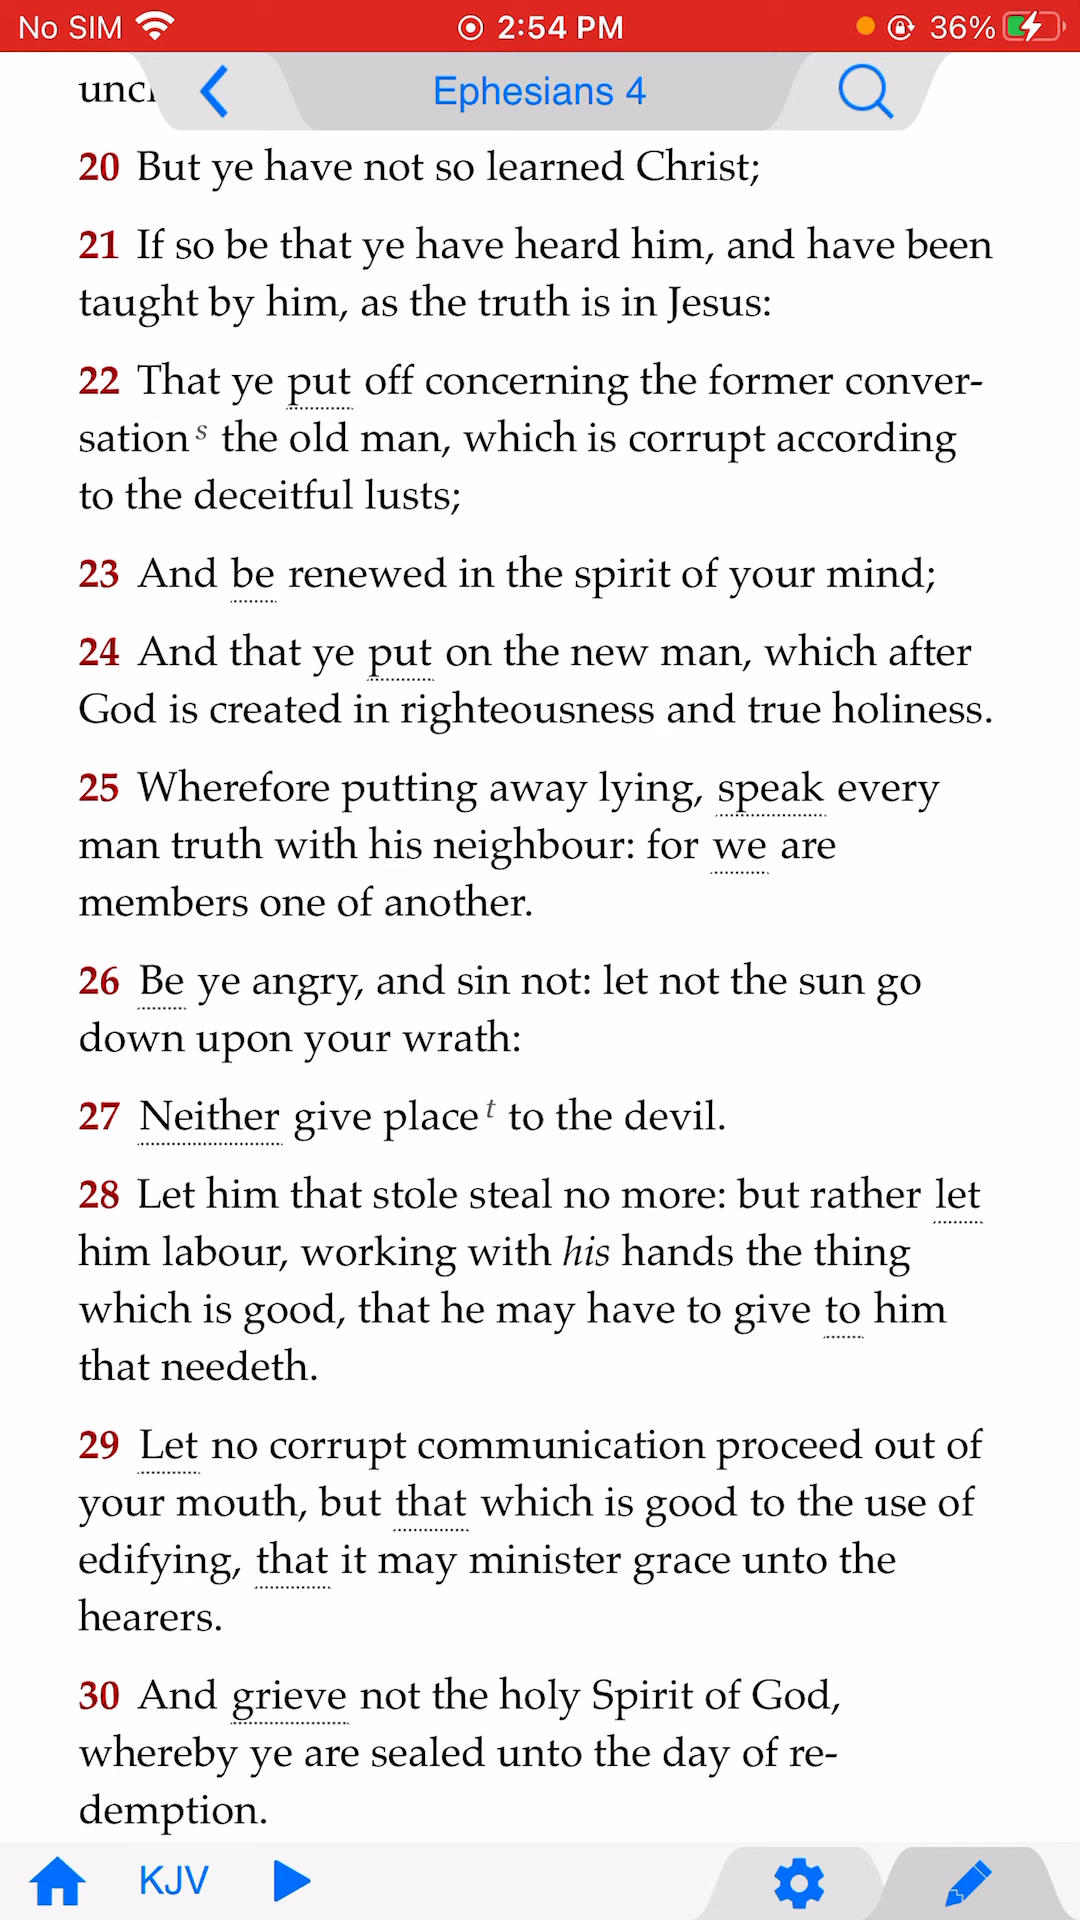 No SIM 2:54 PM 36%
Ephesians 4
20 But ye have not so learned Christ;
21 If so be that ye have heard him, and have been
taught by him, as the truth is in Jesus:
22 That ye put off concerning the former conver-
sation s the old man, which is corrupt according
to the deceitful lusts;
23 And be renewed in the spirit of your mind;
24 And that ye put on the new man, which after
God is created in righteousness and true holiness.
25 Wherefore putting away lying, speak every
man truth with his neighbour: for we are
members one of another.
26 Be ye angry, and sin not: let not the sun go
down upon your wrath:
27 Neither give place t to the devil.
28 Let him that stole steal no more: but rather let
him labour, working with his hands the thing
which is good, that he may have to give to him
that needeth.
29 Let no corrupt communication proceed out of
your mouth, but that which is good to the use of
edifying, that it may minister grace unto the
hearers.
30 And grieve not the holy Spirit of God,
whereby ye are sealed unto the day of re-
demption.
KJV